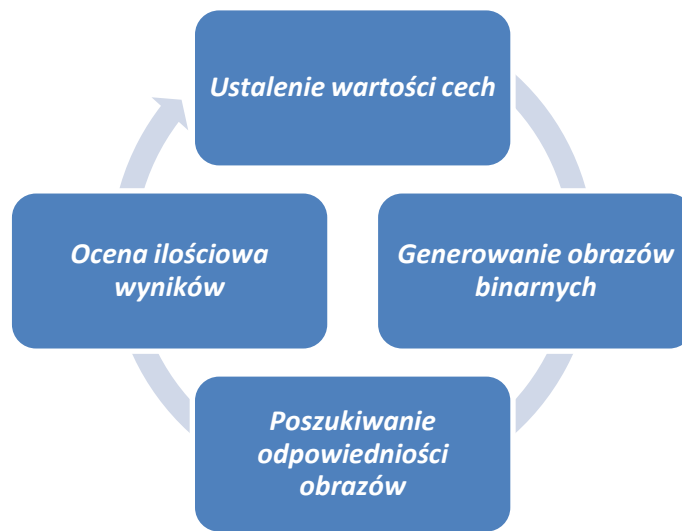 Ustalenie wartości cech
Generowanie obrazów
binarnych
Poszukiwanie
odpowiedniości
obrazów
Ocena ilościowa
wyników